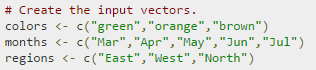 # Create the input vectors.
colors <- c("green","orange","brown")
months <- c("Mar","Apr","May","Jun","Jul")
regions <- c("East","West","North")